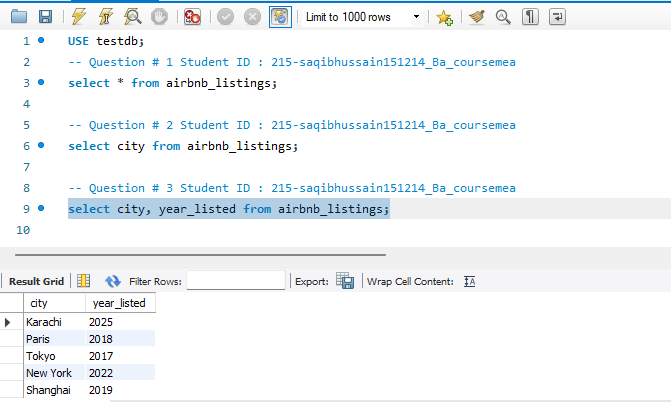 Limit to 1000 rows
1 USE testdb;
2 -- Question # 1 Student ID : 215-saqibhussain151214_Ba_coursemea
3 select * from airbnb_listings;
4
5 -- Question # 2 Student ID : 215-saqibhussain151214_Ba_coursemea
6 select city from airbnb_listings;
7
8 -- Question # 3 Student ID : 215-saqibhussain151214_Ba_coursemea
9 select city, year_listed from airbnb_listings;
10
Result Grid Filter Rows: Export: Wrap Cell Content:
city year_listed
Karachi 2025
Paris 2018
Tokyo 2017
New York 2022
Shanghai 2019